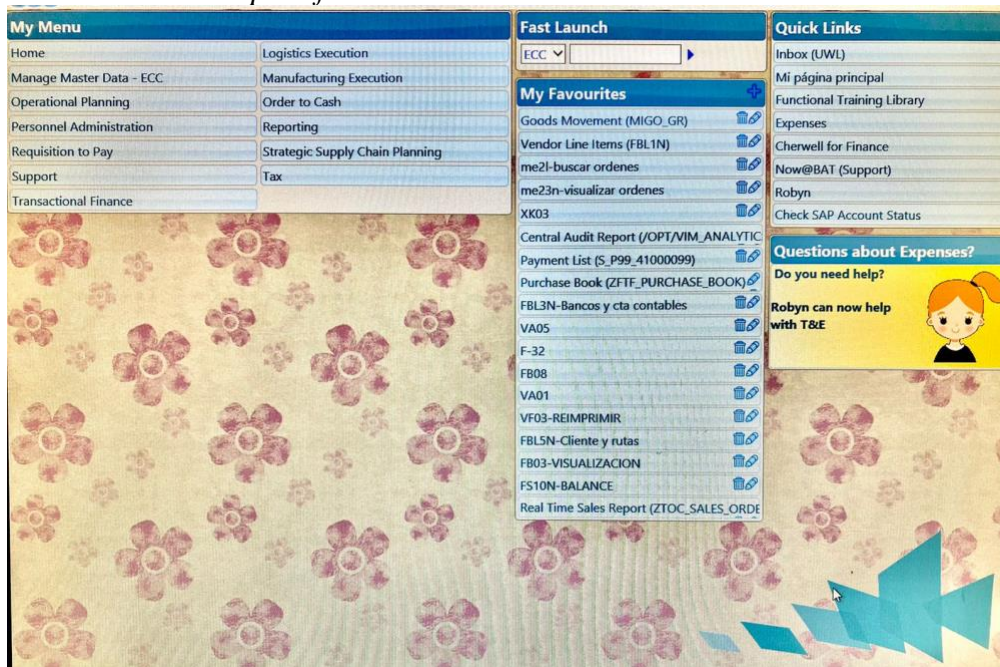 My Menu
Home
Manage Master Data - ECC
Operational Planning
Personnel Administration
Requisition to Pay
Support
Transactional Finance
Logistics Execution
Manufacturing Execution
Order to Cash
Reporting
Strategic Supply Chain Planning
Tax
Fast Launch
ECC
My Favourites
Goods Movement (MIGO_GR)
Vendor Line Items (FBL1N)
me2l-buscar ordenes
me23n-visualizar ordenes
XK03
Central Audit Report (/OPT/VIM_ANALYTIC
Payment List (S_P99_41000099)
Purchase Book (ZFTF_PURCHASE_BOOK)
FBL3N-Bancos y cta contables
VA05
F-32
FB08
VA01
VF03-REIMPRIMIR
FBL5N-Cliente y rutas
FB03-VISUALIZACION
FS10N-BALANCE
Real Time Sales Report (ZTOC_SALES_ORDE
Quick Links
Inbox (UWL)
Mi página principal
Functional Training Library
Expenses
Cherwell for Finance
Now@BAT (Support)
Robyn
Check SAP Account Status
Questions about Expenses?
Do you need help?
Robyn can now help
with T&E